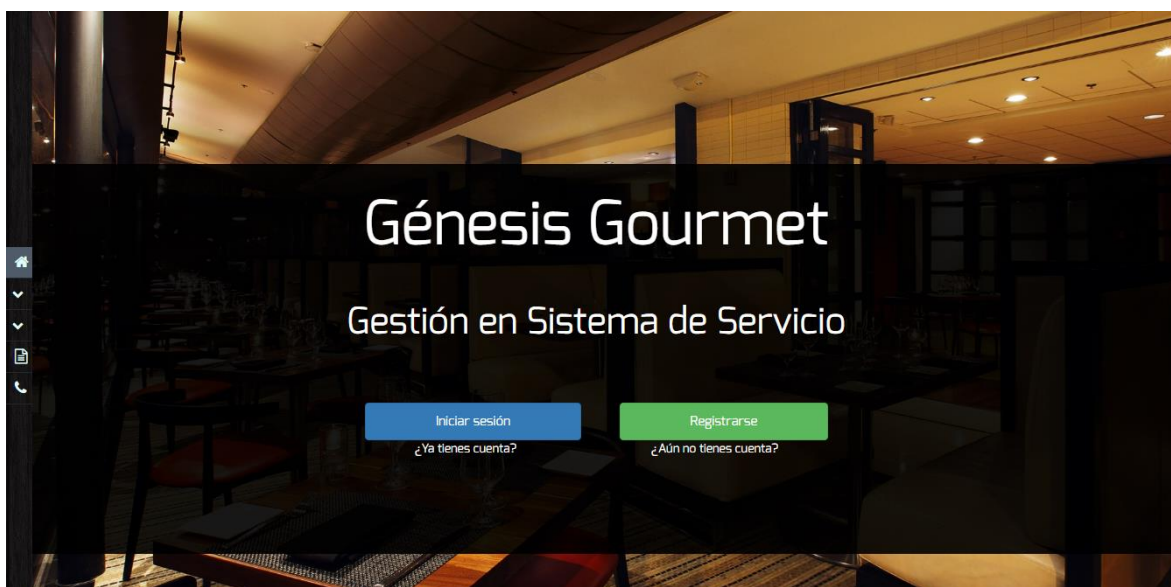 Génesis Gourmet
Gestión en Sistema de Servicio
Iniciar sesión
¿Ya tienes cuenta?
Registrarse
¿Aún no tienes cuenta?